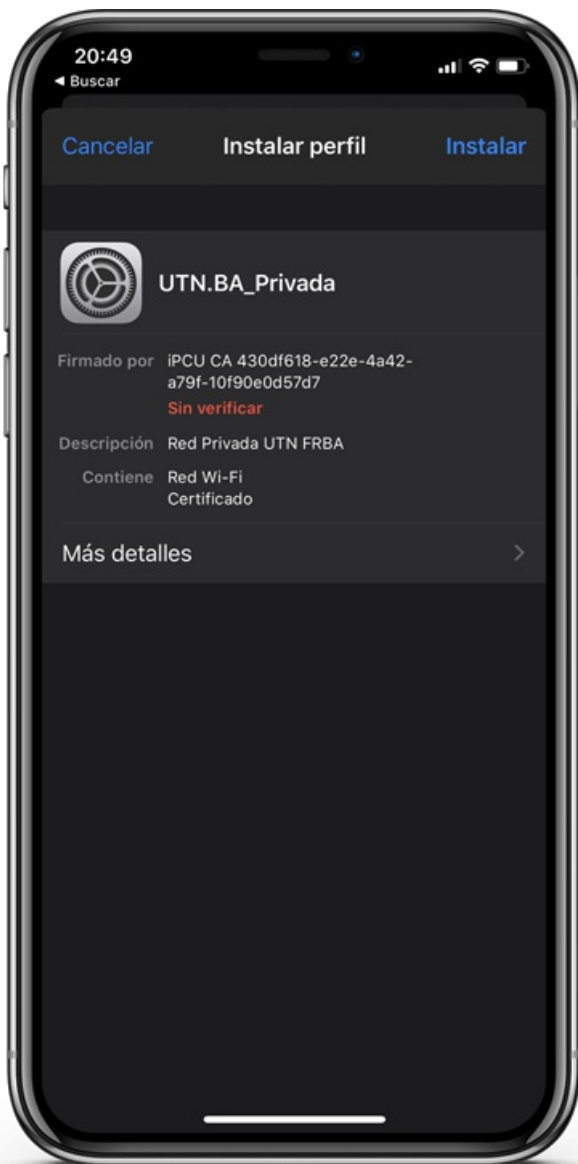 20:49
◀ Buscar
Cancelar Instalar perfil Instalar
UTN.BA_Privada
Firmado por iPCU CA 430df618-e22e-4a42-
a79f-10f90e0d57d7
Sin verificar
Descripción Red Privada UTN FRBA
Contiene Red Wi-Fi
Certificado
Más detalles